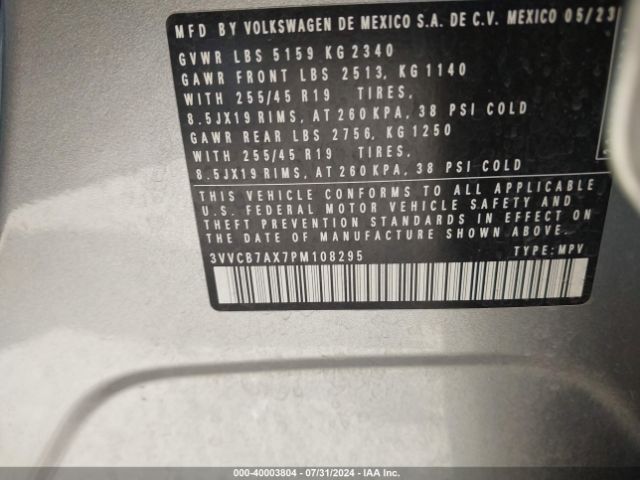 MFD BY VOLKSWAGEN DE MEXICO S.A. DE C.V. MEXICO 05/23
GVWR LBS 5159 KG 2340
GAWR FRONT LBS 2513, KG 1140
WITH 255/45 R19 TIRES,
8.5JX19 RIMS, AT 260 KPA, 38 PSI COLD
GAWR REAR LBS 2756, KG 1250
WITH 255/45 R19 TIRES,
8.5JX19 RIMS, AT 260 KPA, 38 PSI COLD
THIS VEHICLE CONFORMS TO ALL APPLICABLE
U.S. FEDERAL MOTOR VEHICLE SAFETY AND
THEFT PREVENTION STANDARDS IN EFFECT ON
THE DATE OF MANUFACTURE SHOWN ABOVE.
3VVCB7AX7PM108295 TYPE: MPV
000-40003804 | 07/31/2024 | IAA Inc.